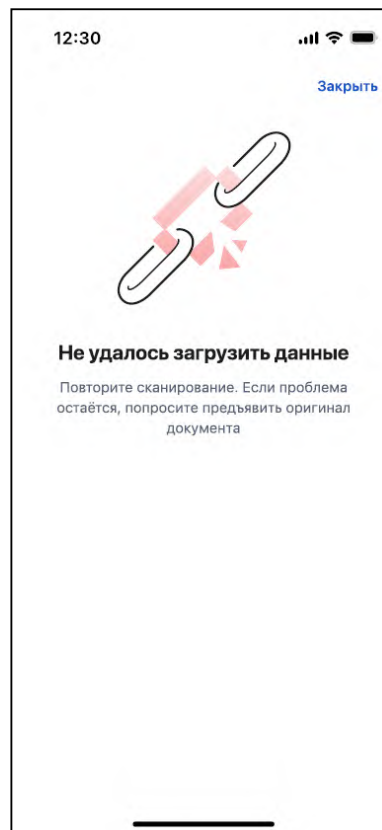 12:30
Закрыть
Не удалось загрузить данные
Повторите сканирование. Если проблема
остаётся, попросите предъявить оригинал
документа